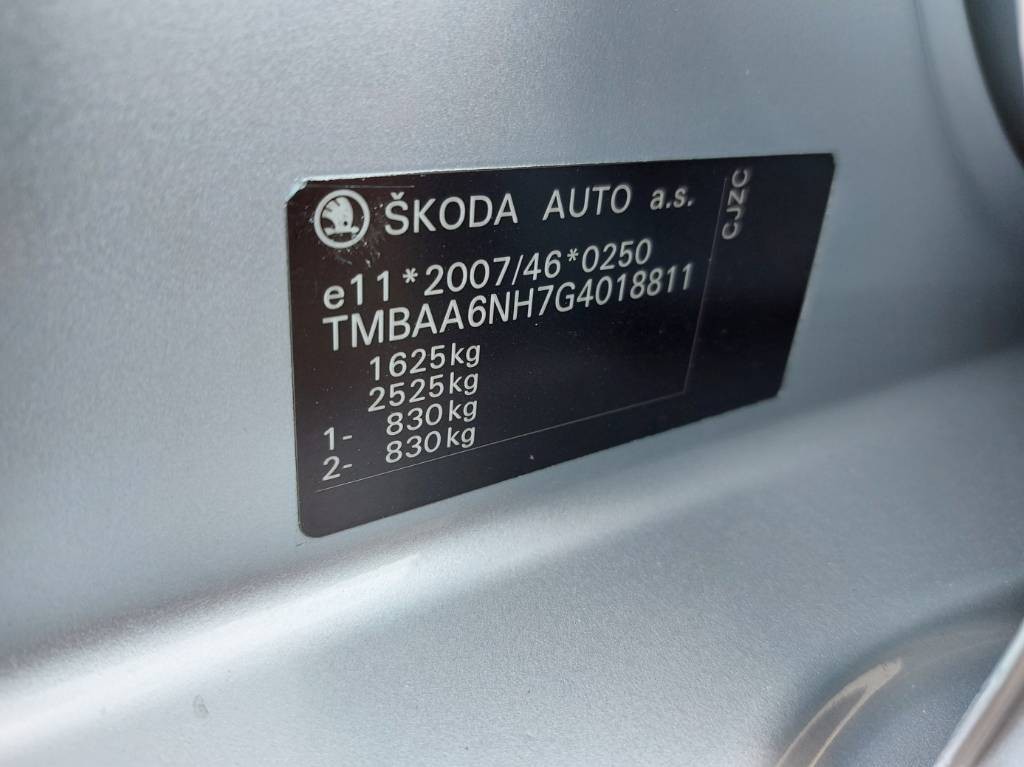 ŠKODA AUTO a.s.
CJZC
e11*2007/46*0250
TMBAA6NH7G4018811
1625kg
2525kg
1- 830kg
2- 830kg